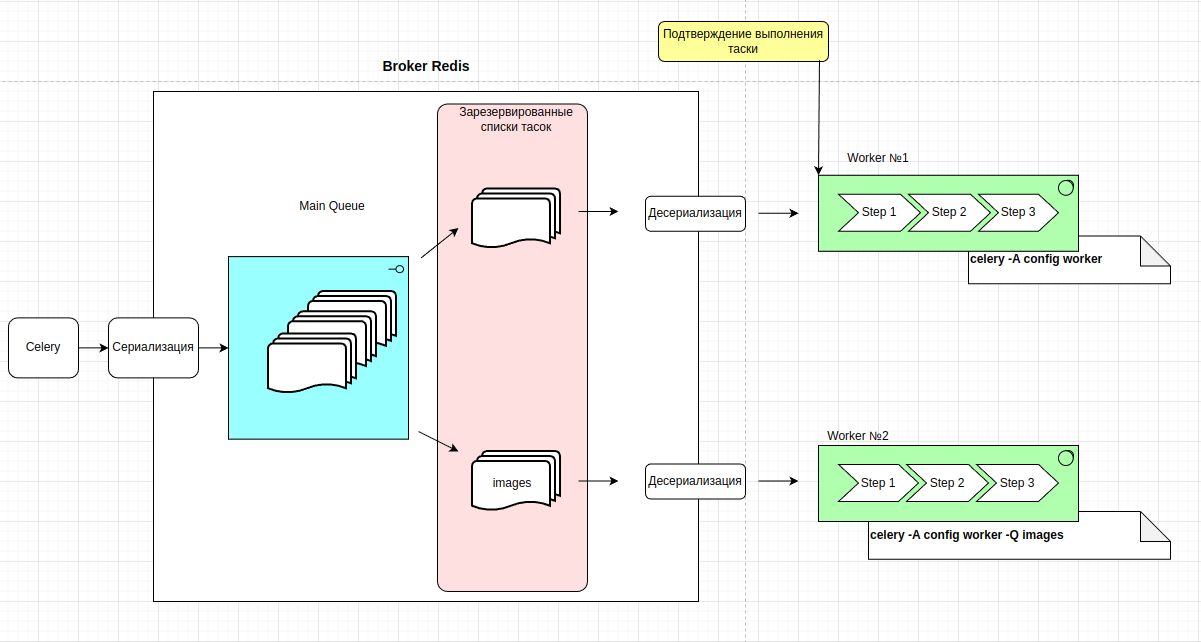 Подтверждение выполнения
таски
Broker Redis
Зарезервированные
списки тасок
Main Queue
Celery
Сериализация
Десериализация
Worker №1
Step 1
Step 2
Step 3
celery -A config worker
images
Десериализация
Worker №2
Step 1
Step 2
Step 3
celery -A config worker -Q images